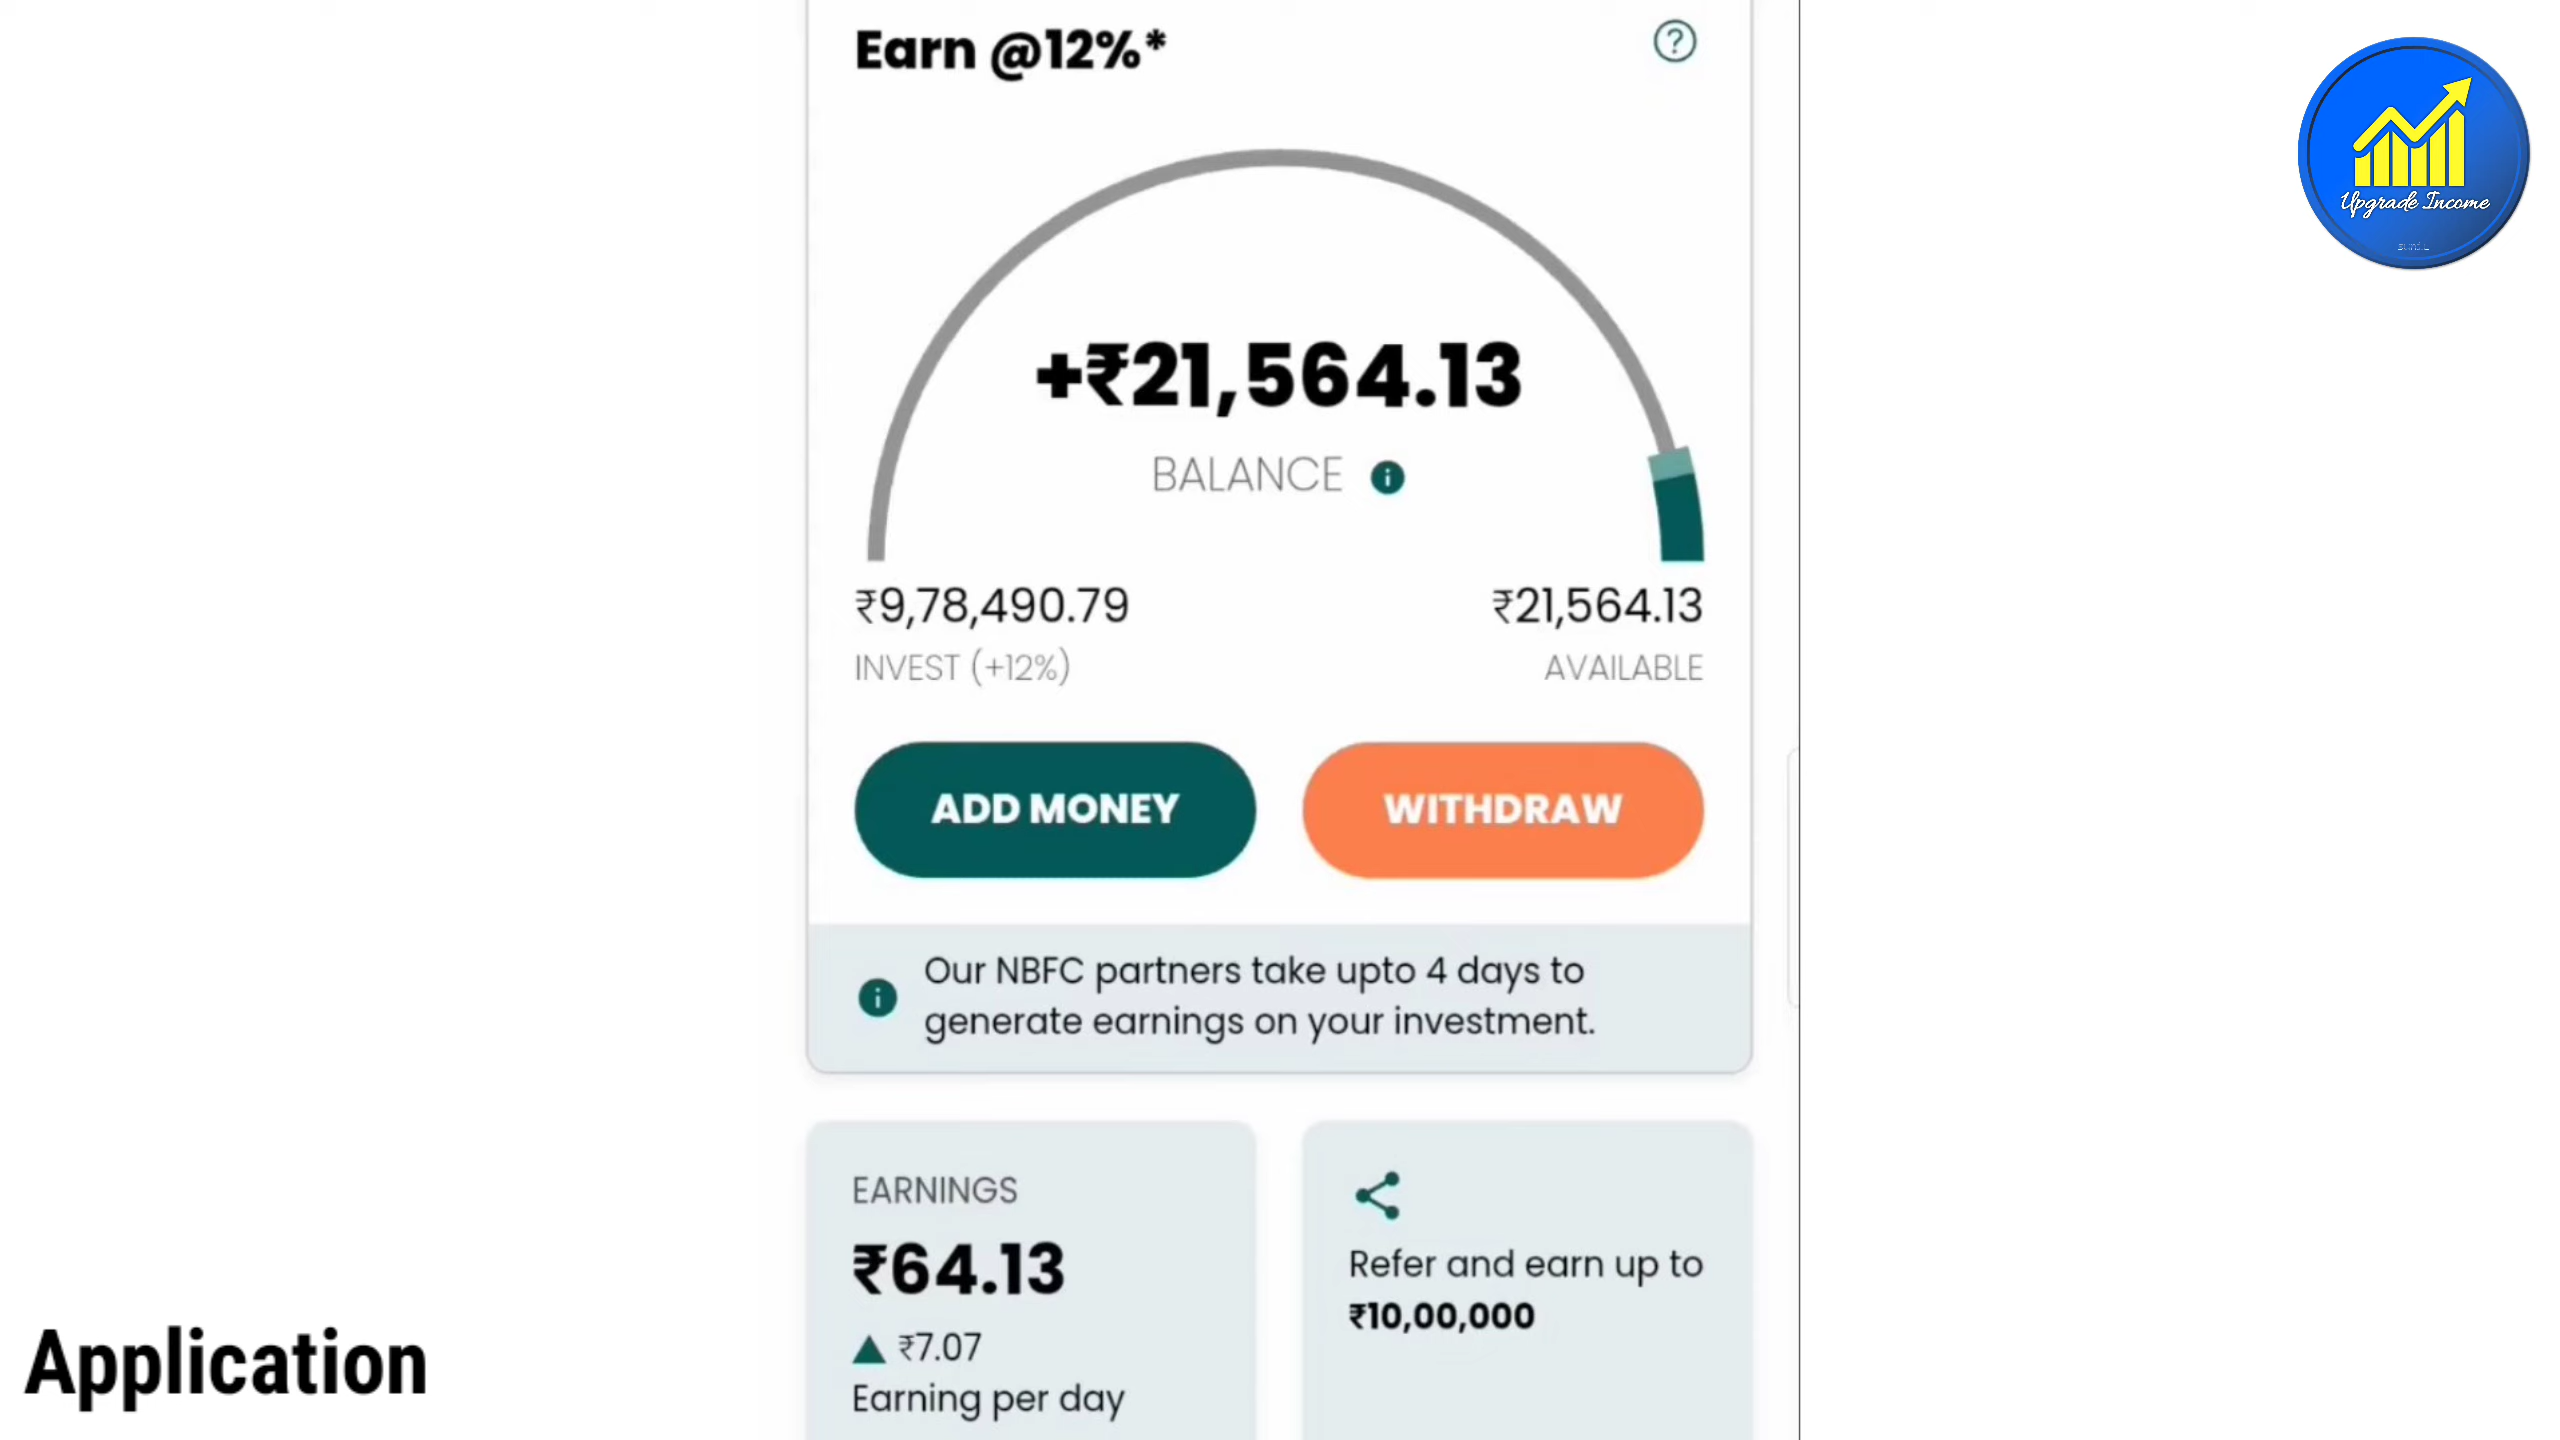 Earn @12%*
Upgrade Income
+₹21,564.13
BALANCE
₹9,78,490.79
₹21,564.13
INVEST (+12%)
AVAILABLE
ADD MONEY
WITHDRAW
Our NBFC partners take upto 4 days to
generate earnings on your investment.
EARNINGS
₹64.13
₹7.07
Earning per day
Refer and earn up to
₹10,00,000
Application